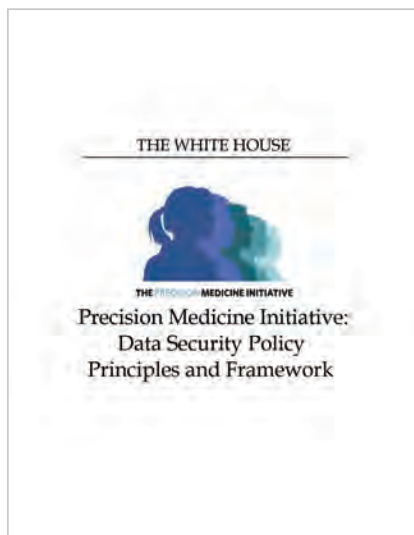 THE WHITE HOUSE
THE PRECISION MEDICINE INITIATIVE
Precision Medicine Initiative:
Data Security Policy
Principles and Framework